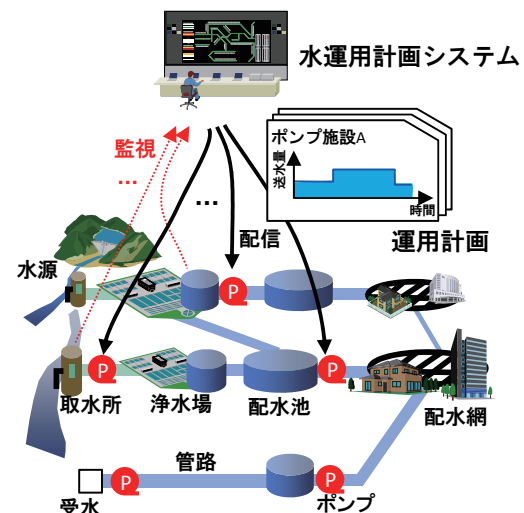 水運用計画システム
監視
…
…
ポンプ施設A
送水量
時間
配信
運用計画
水源
P
P
P
取水所
浄水場
配水池
配水網
管路
P
P
受水
ポンプ